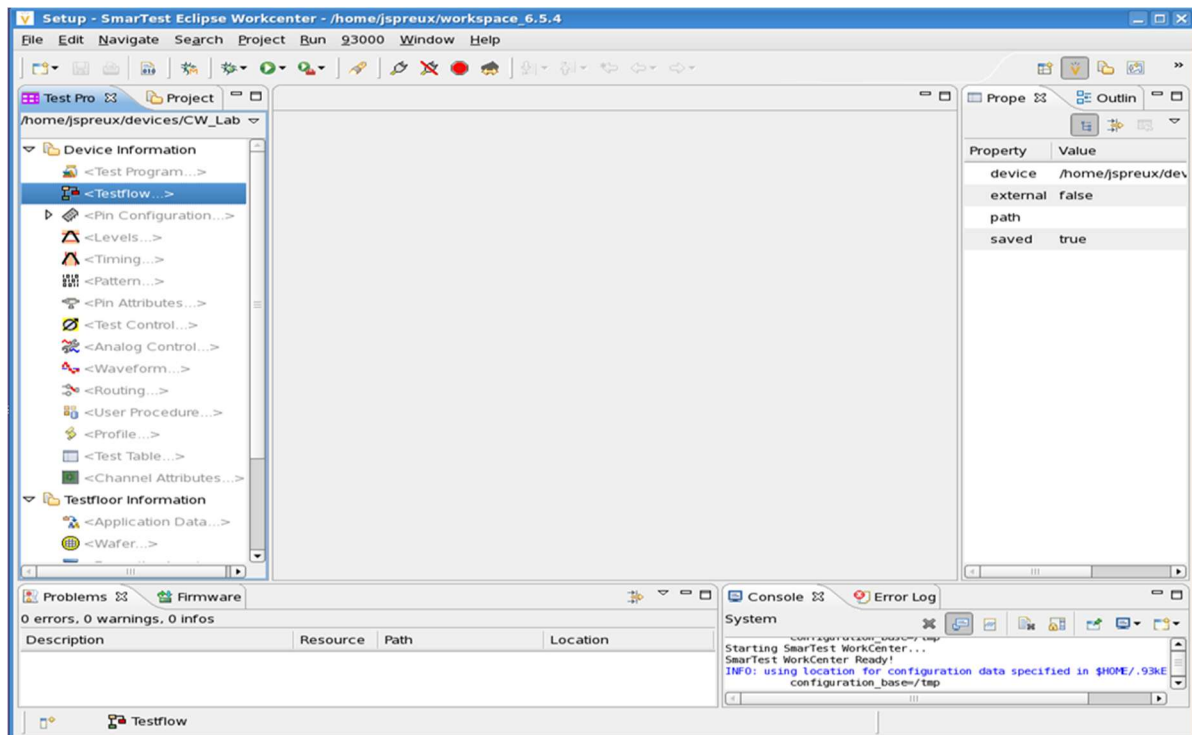 Setup - SmarTest Eclipse Workcenter - /home/jspreux/workspace_6.5.4
File Edit Navigate Search Project Run 93000 Window Help
Test Pro Project
/home/jspreux/devices/CW_Lab
Device Information
<Test Program...>
<Testflow...>
<Pin Configuration...>
<Levels...>
<Timing...>
<Pattern...>
<Pin Attributes...>
<Test Control...>
<Analog Control...>
<Waveform...>
<Routing...>
<User Procedure...>
<Profile...>
<Test Table...>
<Channel Attributes...>
Testfloor Information
<Application Data...>
<Wafer...>
Prope Outlin
Property Value
device /home/jspreux/dev
external false
path
saved true
Problems Firmware
0 errors, 0 warnings, 0 infos
Description Resource Path Location
Console Error Log
System
configuration_base=/tmp
Starting SmarTest WorkCenter...
SmarTest WorkCenter Ready!
INFO: using location for configuration data specified in $HOME/.93kE
configuration_base=/tmp
Testflow